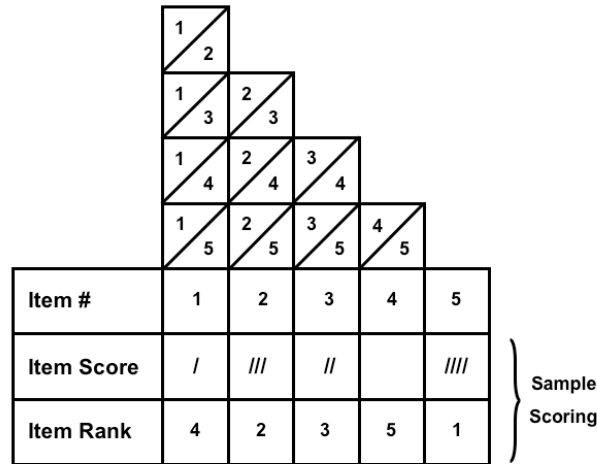 1 2
1 3 2 3
1 4 2 4 3 4
1 5 2 5 3 5 4 5
Item # 1 2 3 4 5
Item Score / /// // ////
Item Rank 4 2 3 5 1
Sample
Scoring